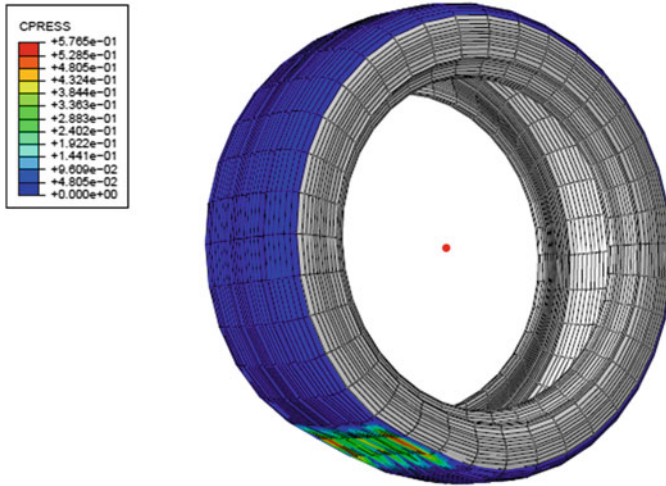 CPRESS
+5.765e-01
+5.285e-01
+4.805e-01
+4.324e-01
+3.844e-01
+3.363e-01
+2.883e-01
+2.402e-01
+1.922e-01
+1.441e-01
+9.609e-02
+4.805e-02
+0.000e+00